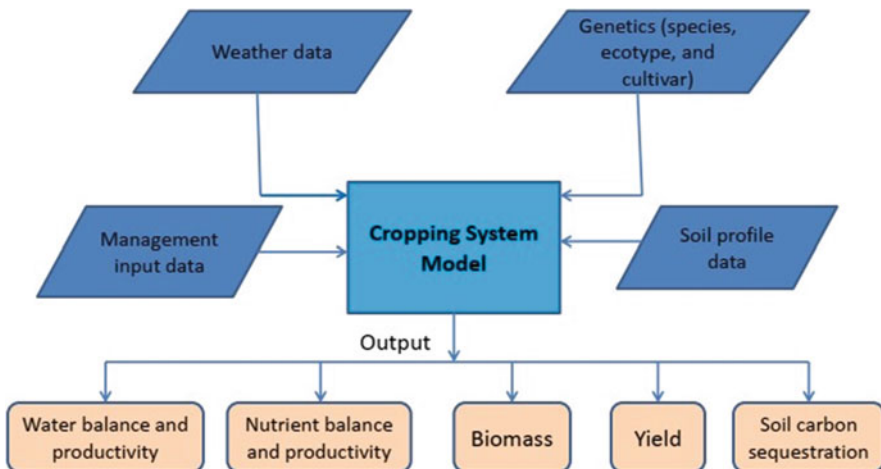 Weather data
Genetics (species,
ecotype, and
cultivar)
Management
input data
Cropping System
Model
Soil profile
data
Output
Water balance and
productivity
Nutrient balance
and productivity
Biomass
Yield
Soil carbon
sequestration